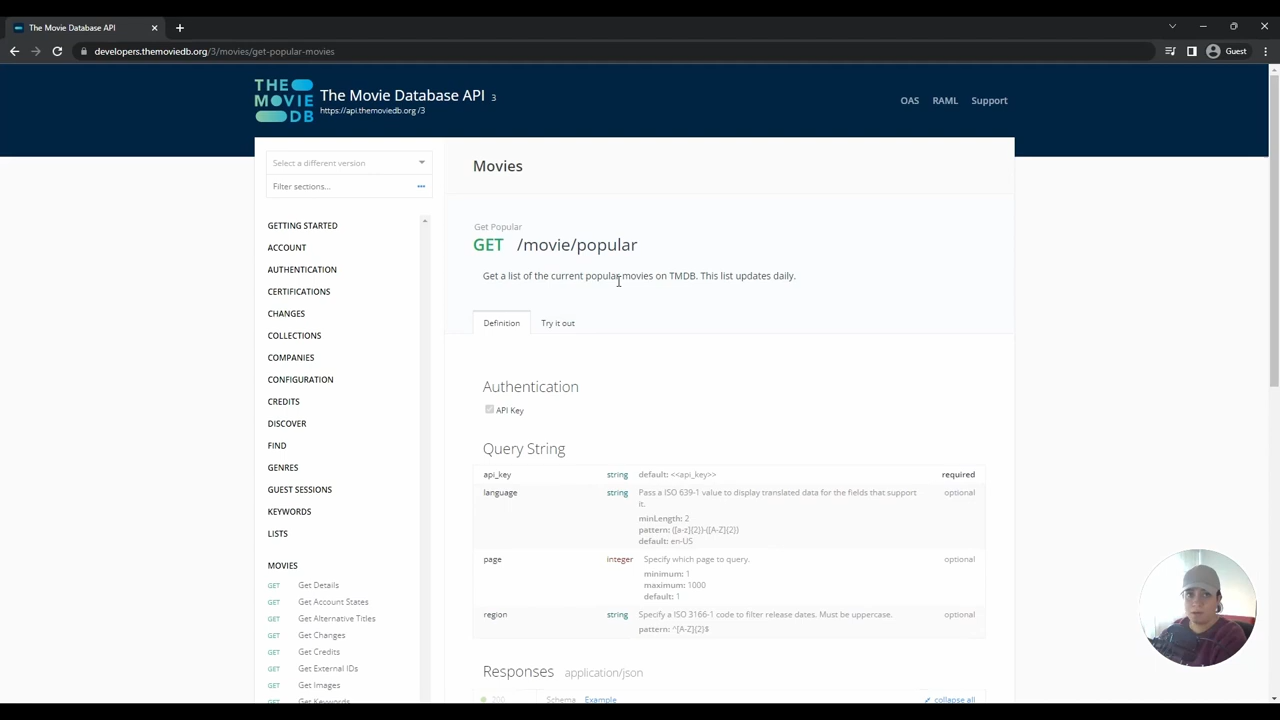 The Movie Database API
developers.themoviedb.org/3/movies/get-popular-movies
Guest
THE
MOVIE
DB
The Movie Database API 3
https://api.themoviedb.org /3
OAS
RAML
Support
Select a different version
Filter sections...
GETTING STARTED
ACCOUNT
AUTHENTICATION
CERTIFICATIONS
CHANGES
COLLECTIONS
COMPANIES
CONFIGURATION
CREDITS
DISCOVER
FIND
GENRES
GUEST SESSIONS
KEYWORDS
LISTS
MOVIES
GET Get Details
GET Get Account States
GET Get Alternative Titles
GET Get Changes
GET Get Credits
GET Get External IDs
GET Get Images
GET Get Keywords
Movies
Get Popular
GET /movie/popular
Get a list of the current popular movies on TMDB. This list updates daily.
Definition
Try it out
Authentication
API Key
Query String
api_key string default: <<api_key>> required
language string Pass a ISO 639-1 value to display translated data for the fields that support optional
it.
minLength: 2
pattern: ([a-z]{2})-([A-Z]{2})
default: en-US
page integer Specify which page to query. optional
minimum: 1
maximum: 1000
default: 1
region string Specify a ISO 3166-1 code to filter release dates. Must be uppercase. optional
pattern: ^[A-Z]{2}$
Responses application/json
200 Schema Example collapse all